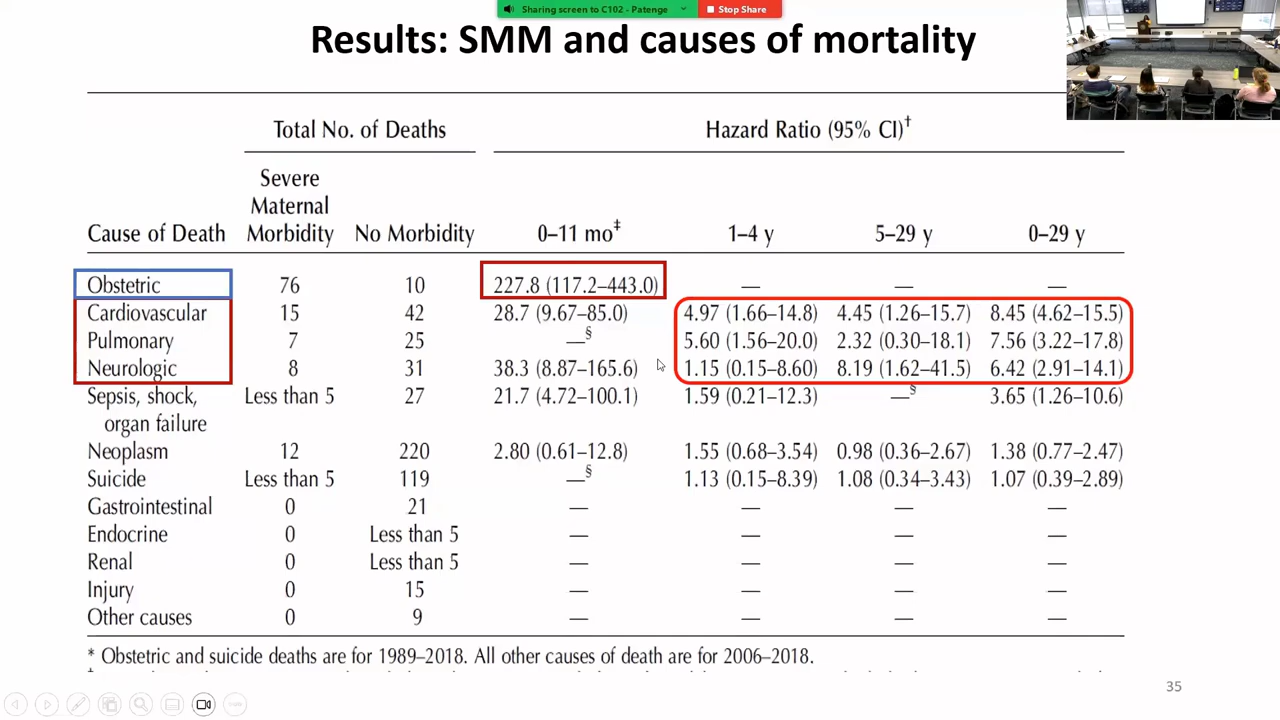 Sharing screen to C102 - Patenge
Stop Share
Results: SMM and causes of mortality
Total No. of Deaths Hazard Ratio (95% CI)†
Severe
Maternal
Cause of Death Morbidity No Morbidity 0–11 mo‡ 1–4 y 5–29 y 0–29 y
Obstetric 76 10 227.8 (117.2–443.0) — — —
Cardiovascular 15 42 28.7 (9.67–85.0) 4.97 (1.66–14.8) 4.45 (1.26–15.7) 8.45 (4.62–15.5)
Pulmonary 7 25 —§ 5.60 (1.56–20.0) 2.32 (0.30–18.1) 7.56 (3.22–17.8)
Neurologic 8 31 38.3 (8.87–165.6) 1.15 (0.15–8.60) 8.19 (1.62–41.5) 6.42 (2.91–14.1)
Sepsis, shock, Less than 5 27 21.7 (4.72–100.1) 1.59 (0.21–12.3) —§ 3.65 (1.26–10.6)
organ failure
Neoplasm 12 220 2.80 (0.61–12.8) 1.55 (0.68–3.54) 0.98 (0.36–2.67) 1.38 (0.77–2.47)
Suicide Less than 5 119 —§ 1.13 (0.15–8.39) 1.08 (0.34–3.43) 1.07 (0.39–2.89)
Gastrointestinal 0 21 — — — —
Endocrine 0 Less than 5 — — — —
Renal 0 Less than 5 — — — —
Injury 0 15 — — — —
Other causes 0 9 — — — —
* Obstetric and suicide deaths are for 1989–2018. All other causes of death are for 2006–2018.
35